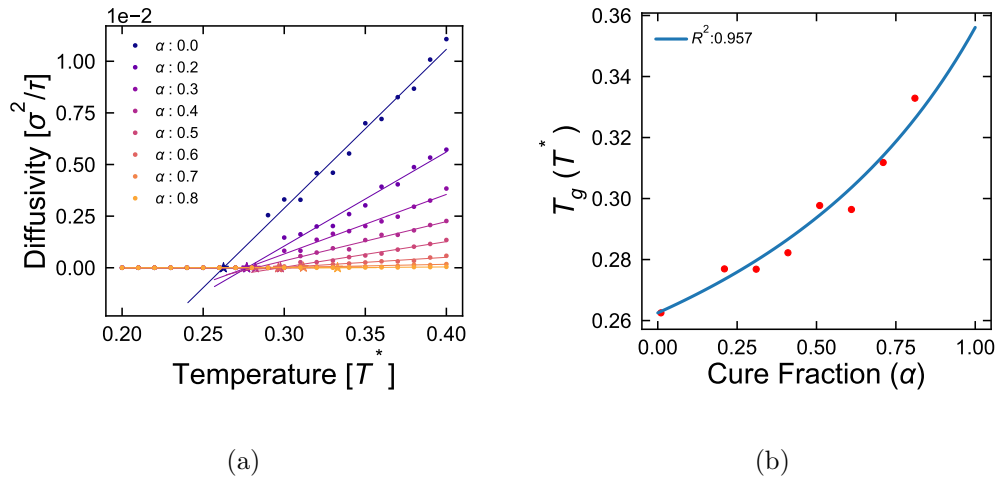 1e−2
α : 0.0
α : 0.2
α : 0.3
α : 0.4
α : 0.5
α : 0.6
α : 0.7
α : 0.8
1.00
0.75
0.50
0.25
0.00
Diffusivity [σ²/τ]
0.20 0.25 0.30 0.35 0.40
Temperature [T*]
(a)
R²:0.957
0.36
0.34
0.32
0.30
0.28
0.26
T_g (T*)
0.00 0.25 0.50 0.75 1.00
Cure Fraction (α)
(b)